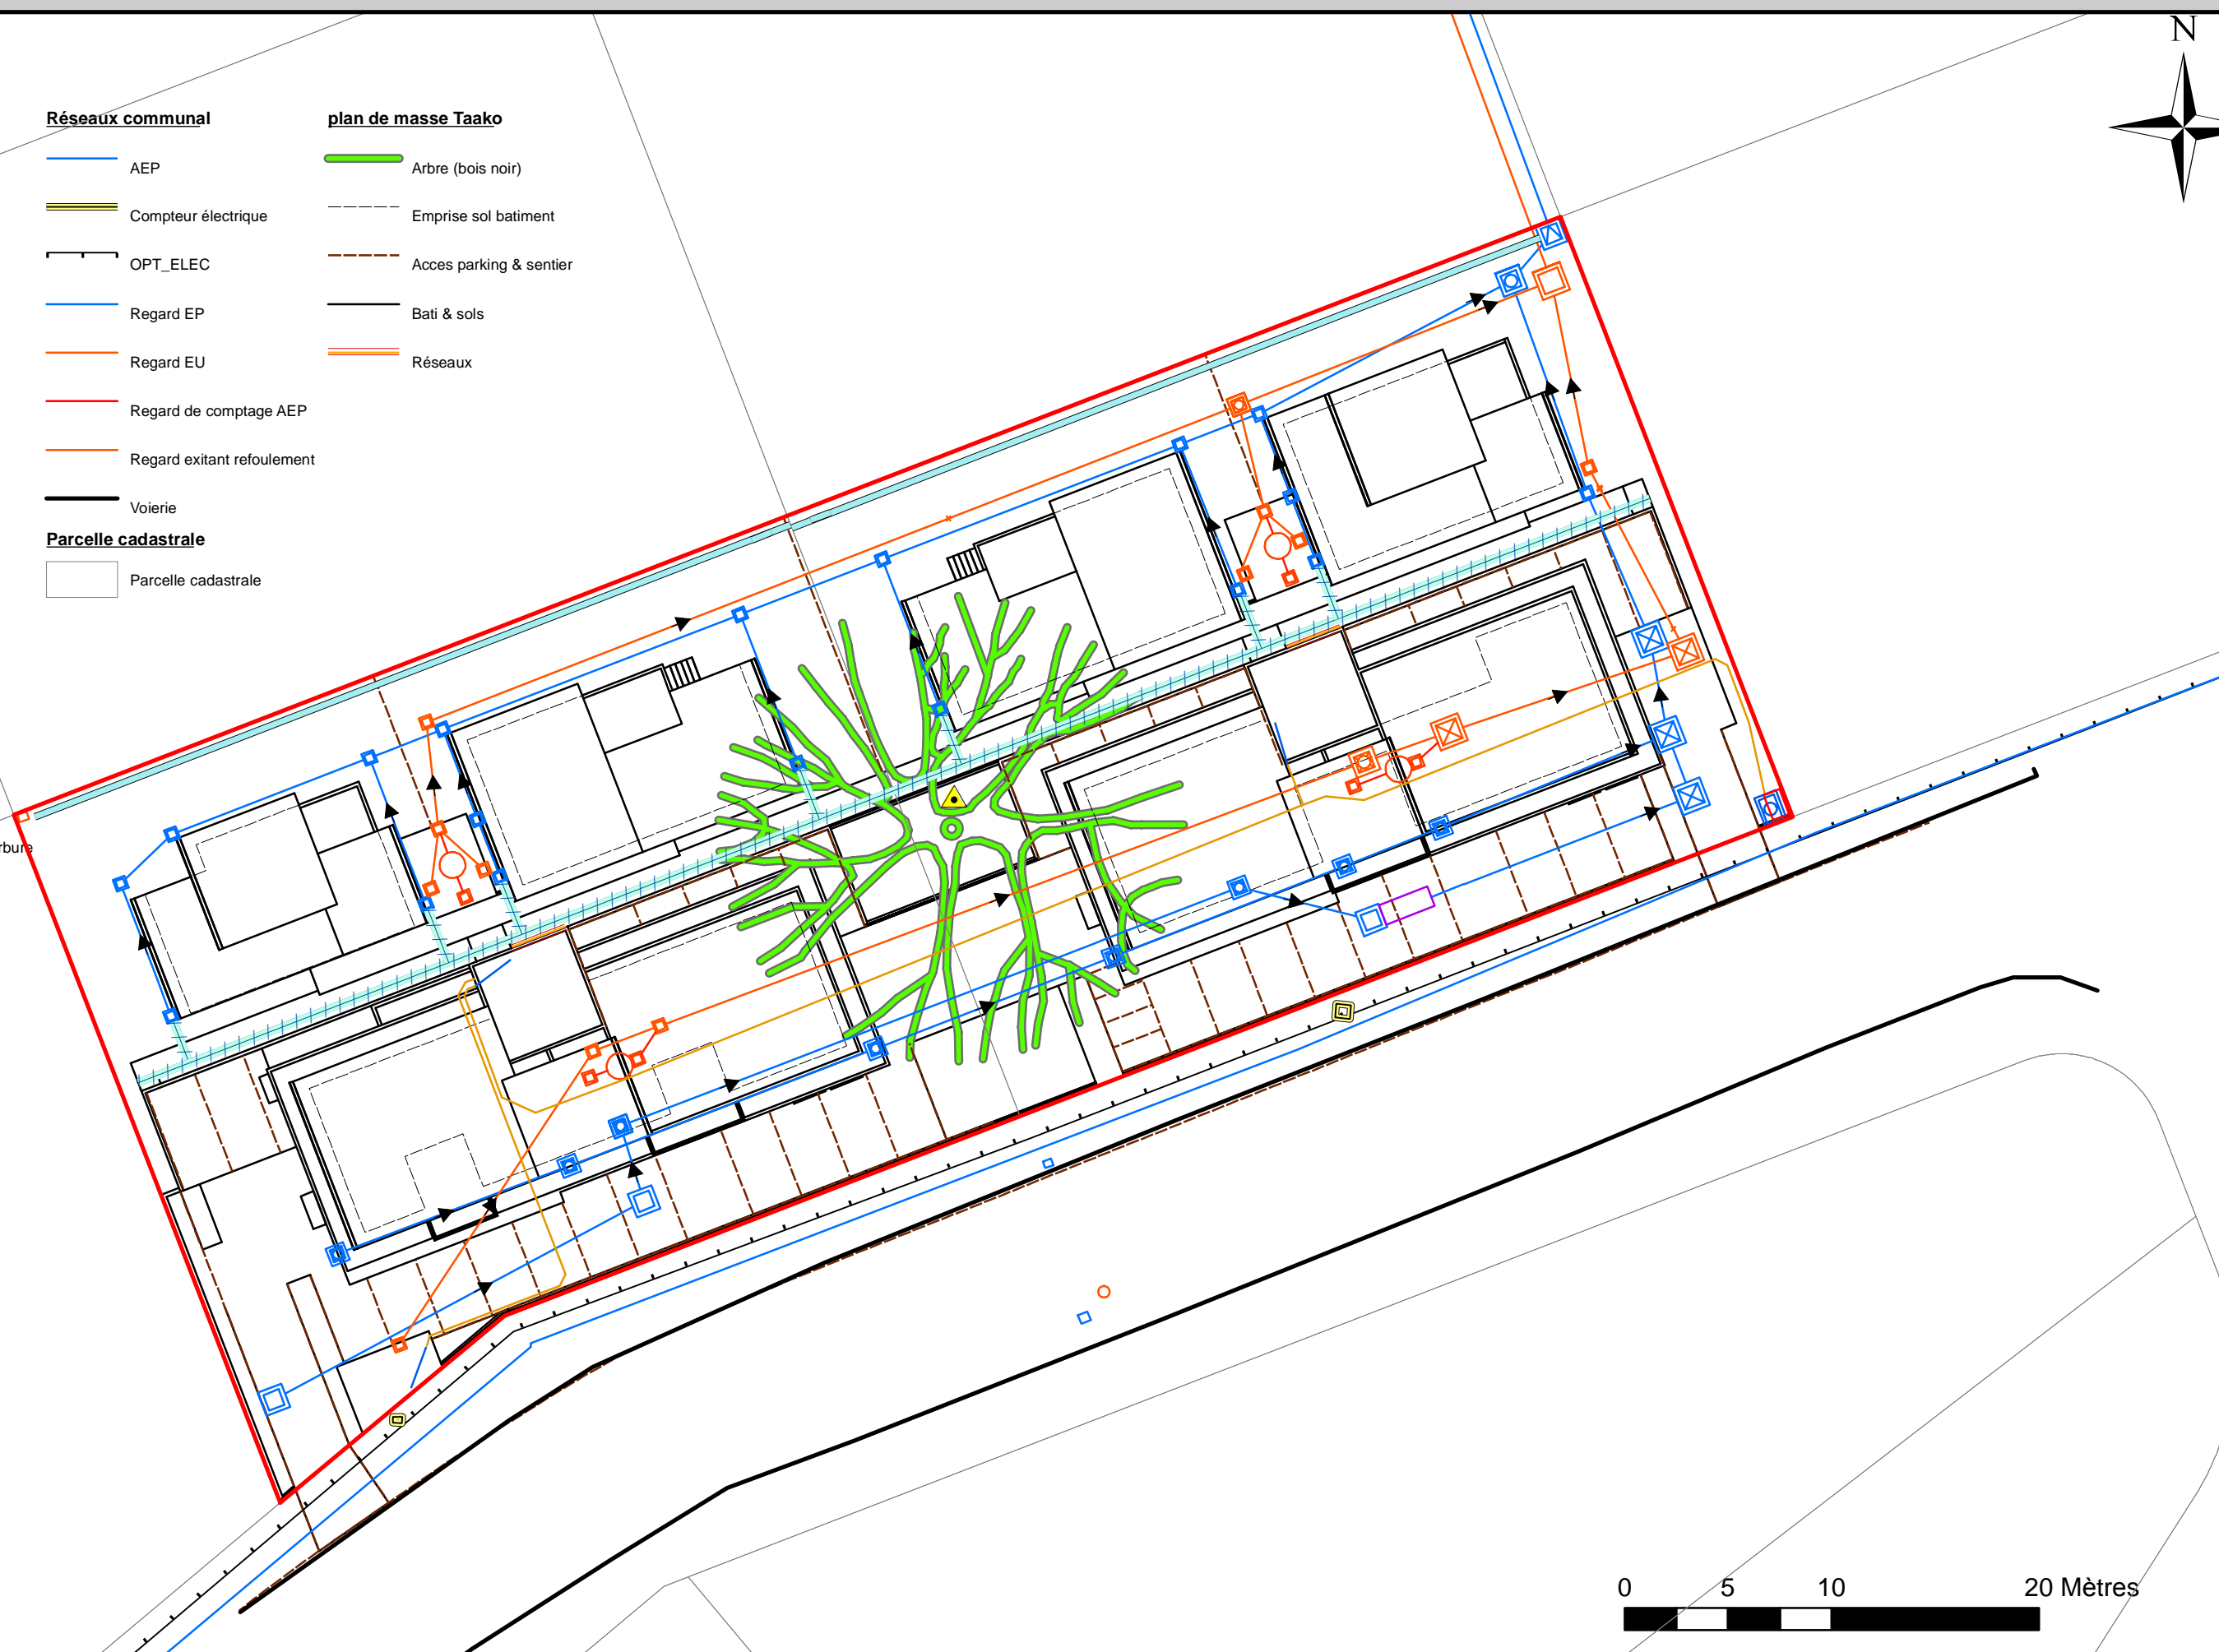 N
Réseaux communal
AEP
Compteur électrique
OPT_ELEC
Regard EP
Regard EU
Regard de comptage AEP
Regard exitant refoulement
Voierie
Parcelle cadastrale
Parcelle cadastrale
plan de masse Taako
Arbre (bois noir)
Emprise sol batiment
Acces parking & sentier
Bati & sols
Réseaux
rbure
0 5 10 20 Mètres